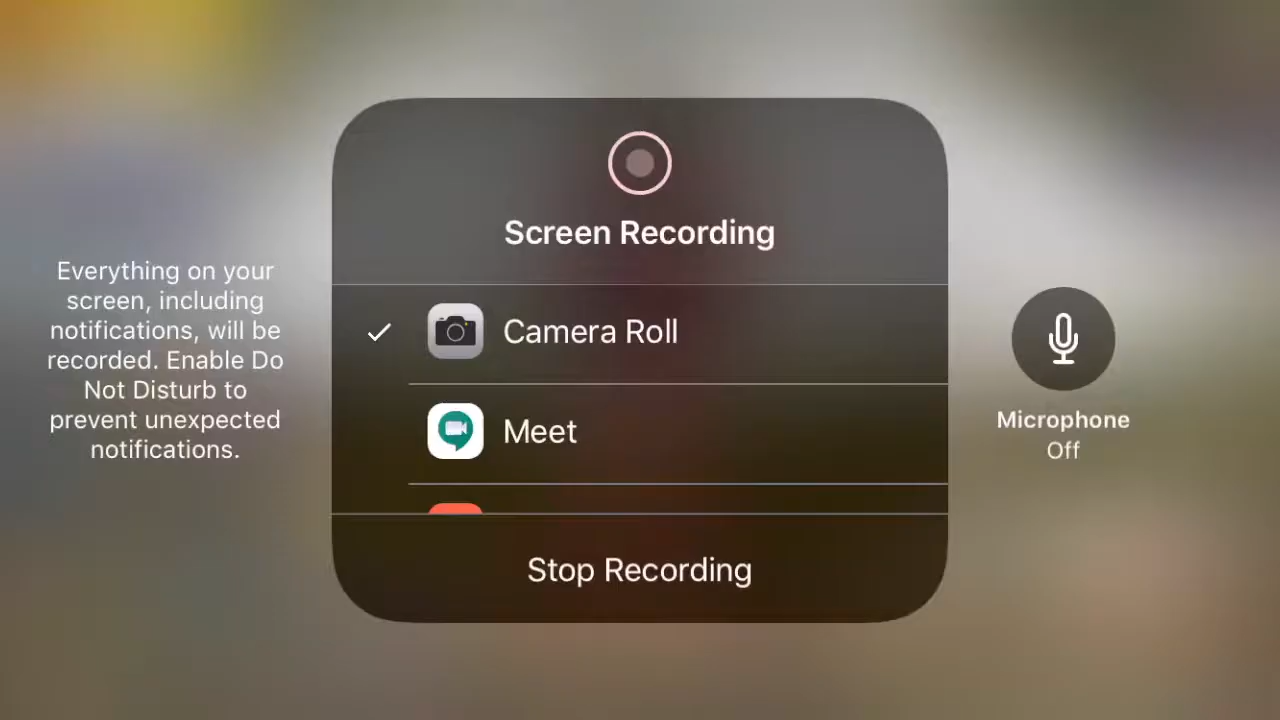 Everything on your
screen, including
notifications, will be
recorded. Enable Do
Not Disturb to
prevent unexpected
notifications.
Screen Recording
Camera Roll
Meet
Stop Recording
Microphone
Off